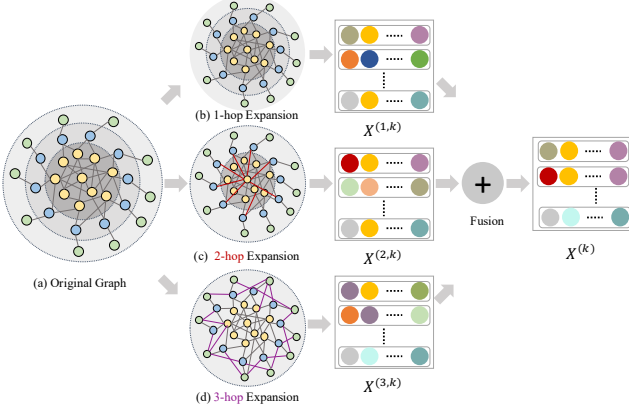 (b) 1-hop Expansion
X^{(1,k)}
(a) Original Graph
(c) 2-hop Expansion
X^{(2,k)}
+
Fusion
X^{(k)}
(d) 3-hop Expansion
X^{(3,k)}